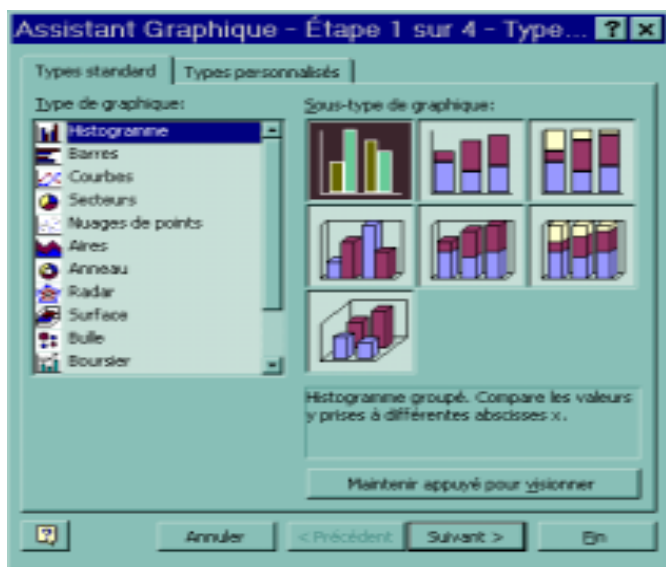 Assistant Graphique - Étape 1 sur 4 - Type...
Types standard
Types personnalisés
Type de graphique:
Histogramme
Barres
Courbes
Secteurs
Nuages de points
Aires
Anneau
Radar
Surface
Bulle
Boursier
Sous-type de graphique:
Histogramme groupé. Compare les valeurs
y prises à différentes abscisses x.
Maintenir appuyé pour visionner
Annuler
< Précédent
Suivant >
Fin